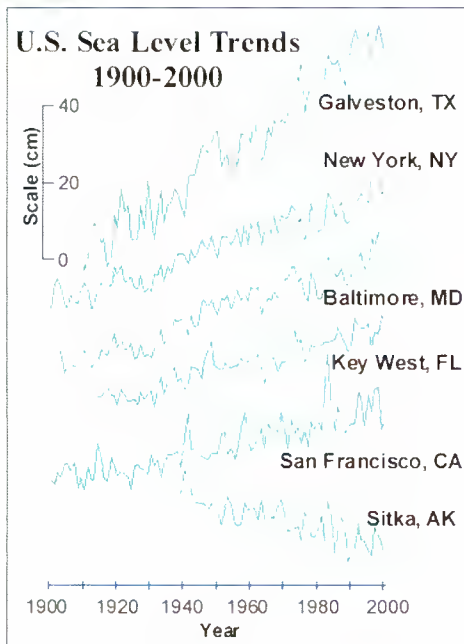 U.S. Sea Level Trends
1900-2000
40
Galveston, TX
Scale (cm)
New York, NY
20
0
Baltimore, MD
Key West, FL
San Francisco, CA
Sitka, AK
1900 1920 1940 1960 1980 2000
Year